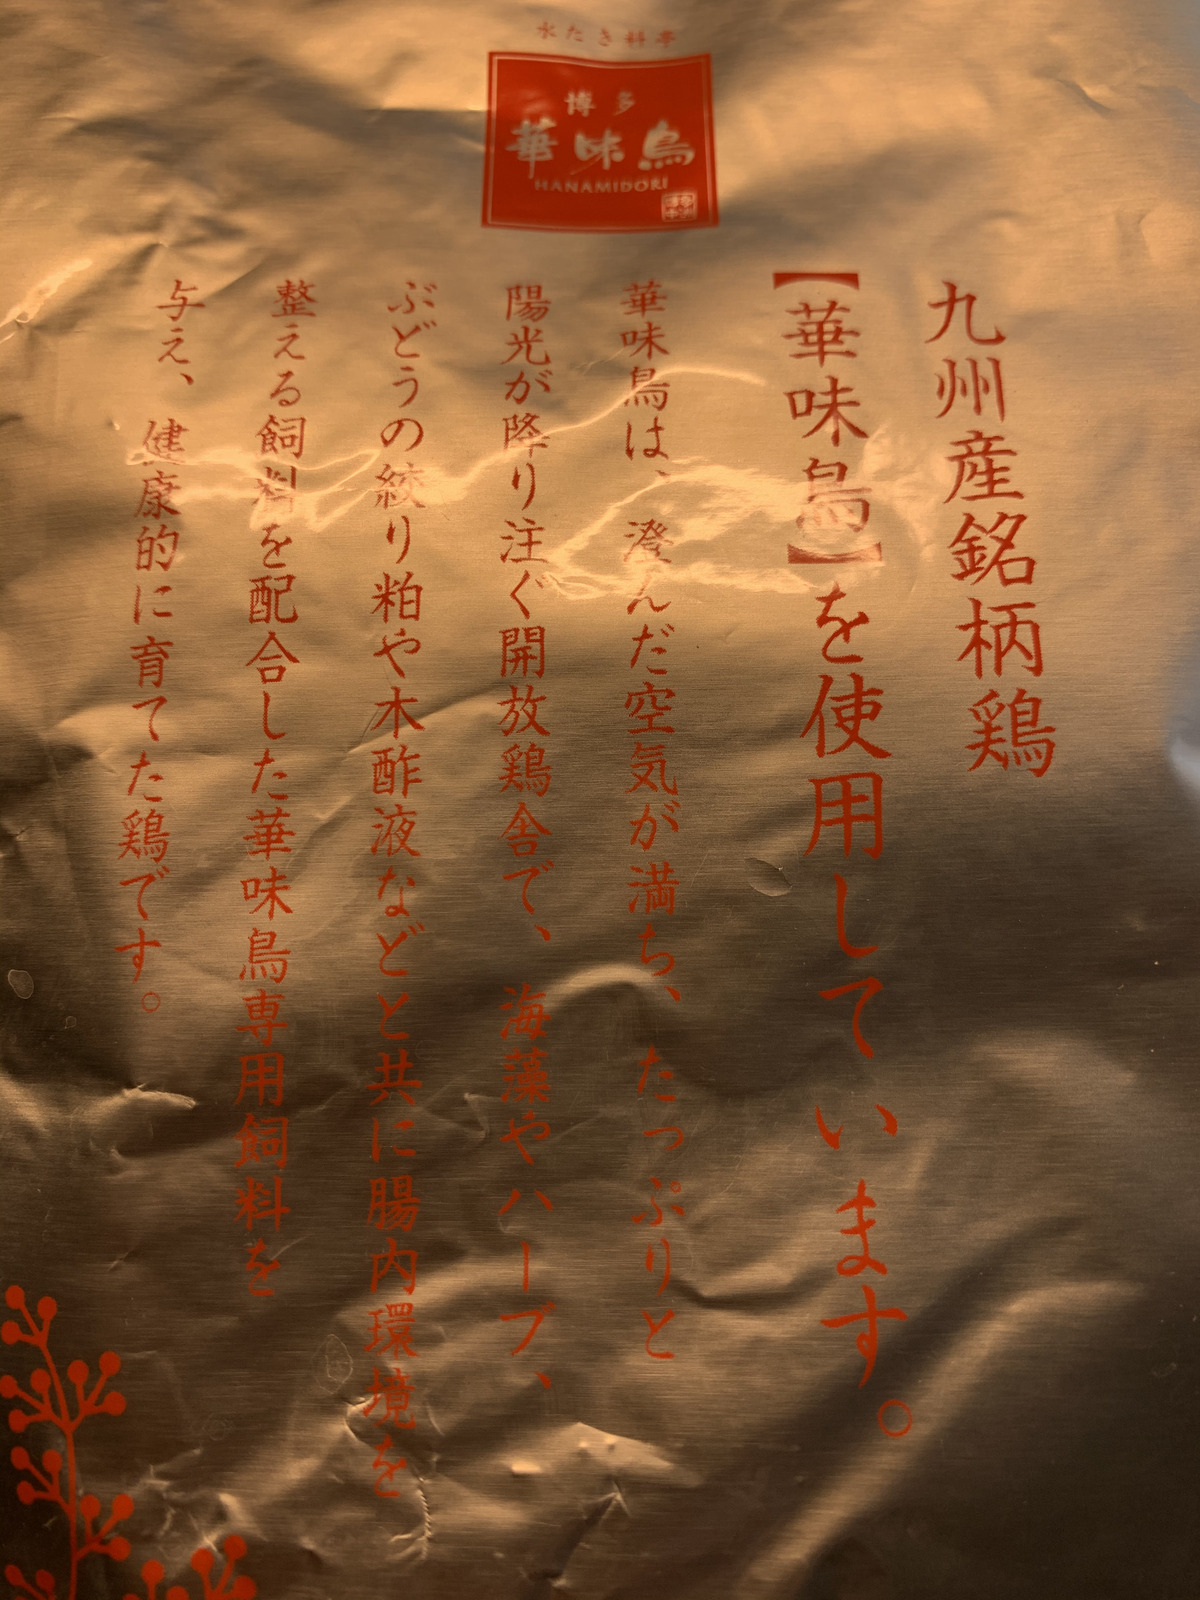 水たき料亭
博多
華味鳥
HANAMIDORI
九州産銘柄鶏
【華味鳥】を使用しています。
華味鳥は、澄んだ空気が満ち、たっぷりと
陽光が降り注ぐ開放鶏舎で、海藻やハーブ、
ぶどうの絞り粕や木酢液などと共に腸内環境を
整える飼料を配合した華味鳥専用飼料を
与え、健康的に育てた鶏です。